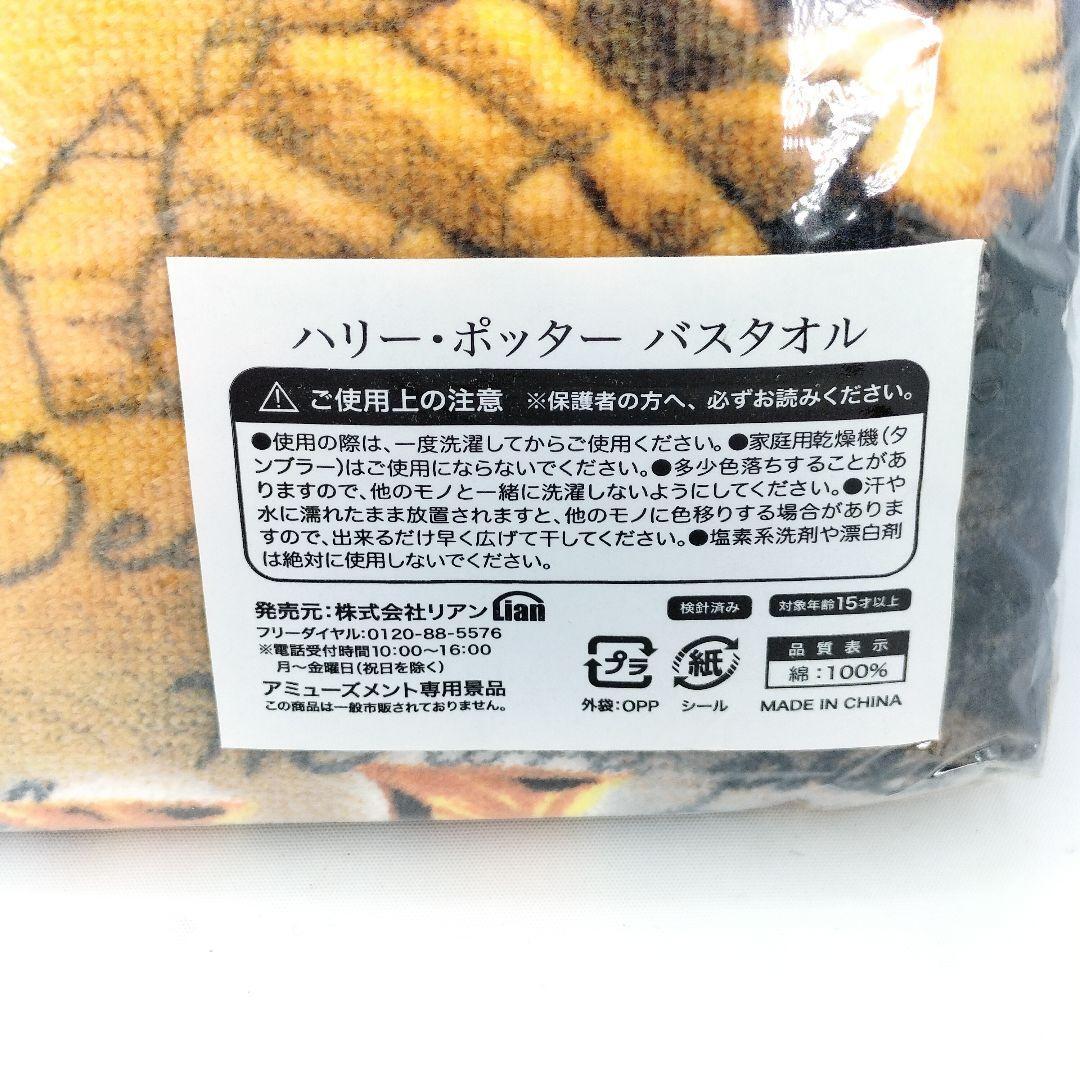 ハリー・ポッター バスタオル
⚠ ご使用上の注意 ※保護者の方へ、必ずお読みください。
●使用の際は、一度洗濯してからご使用ください。●家庭用乾燥機(タ
ンブラー)はご使用にならないでください。●多少色落ちすることがあ
りますので、他のモノと一緒に洗濯しないようにしてください。●汗や
水に濡れたまま放置されますと、他のモノに色移りする場合がありま
すので、出来るだけ早く広げて干してください。●塩素系洗剤や漂白剤
は絶対に使用しないでください。
発売元:株式会社リアン Lian
検針済み
対象年齢15才以上
フリーダイヤル:0120-88-5576
※電話受付時間10:00〜16:00
月〜金曜日(祝日を除く)
アミューズメント専用景品
この商品は一般市販されておりません。
プラ
外袋:OPP
紙
シール
品質表示
綿:100%
MADE IN CHINA